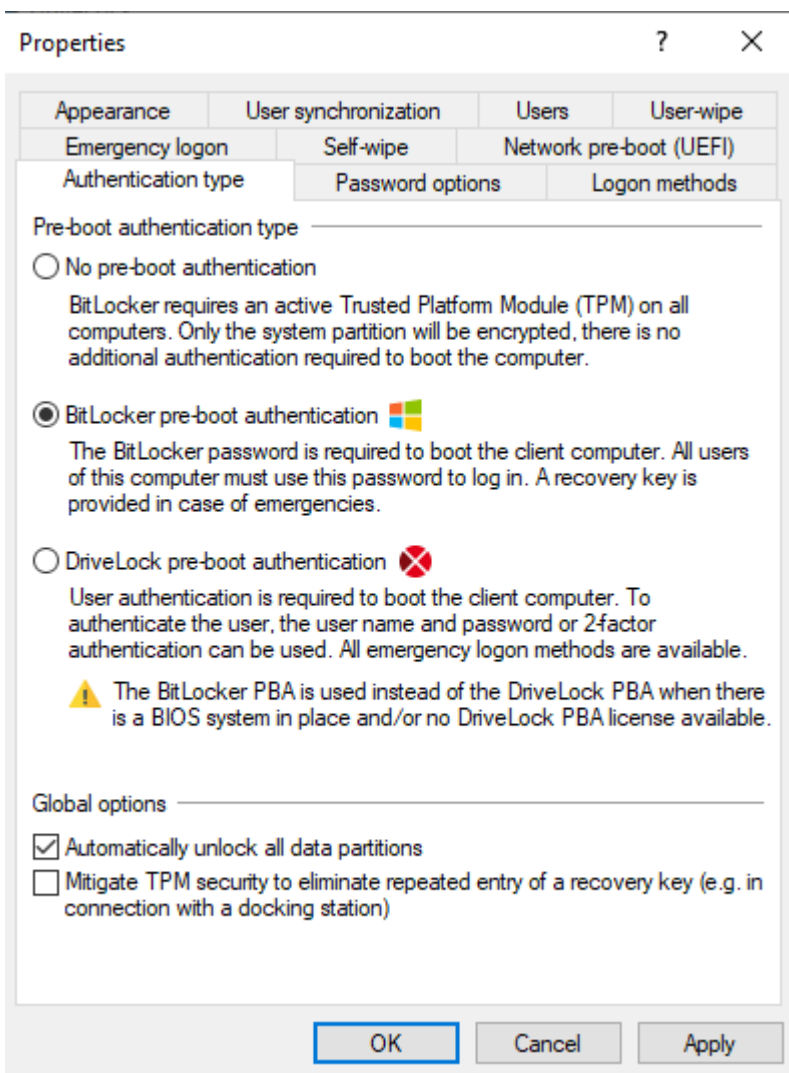 Properties
?
Appearance
User synchronization
Users
User-wipe
Emergency logon
Self-wipe
Network pre-boot (UEFI)
Authentication type
Password options
Logon methods
Pre-boot authentication type
No pre-boot authentication
BitLocker requires an active Trusted Platform Module (TPM) on all
computers. Only the system partition will be encrypted, there is no
additional authentication required to boot the computer.
BitLocker pre-boot authentication
The BitLocker password is required to boot the client computer. All users
of this computer must use this password to log in. A recovery key is
provided in case of emergencies.
DriveLock pre-boot authentication
User authentication is required to boot the client computer. To
authenticate the user, the user name and password or 2-factor
authentication can be used. All emergency logon methods are available.
The BitLocker PBA is used instead of the DriveLock PBA when there
is a BIOS system in place and/or no DriveLock PBA license available.
Global options
Automatically unlock all data partitions
Mitigate TPM security to eliminate repeated entry of a recovery key (e.g. in
connection with a docking station)
OK
Cancel
Apply